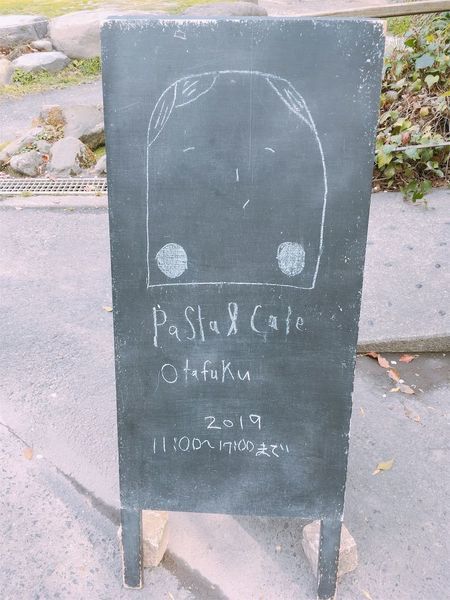 Pasta & Cafe
Otafuku
2019
11:00~17:00まで